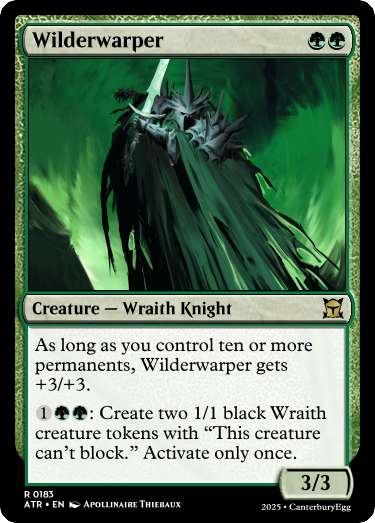 Wilderwarper
Creature — Wraith Knight
As long as you control ten or more
permanents, Wilderwarper gets
+3/+3.
1: Create two 1/1 black Wraith
creature tokens with “This creature
can’t block.” Activate only once.
3/3
R 0183
ATR • EN Apollinaire Thiebaux
2025 • CanterburyEgg